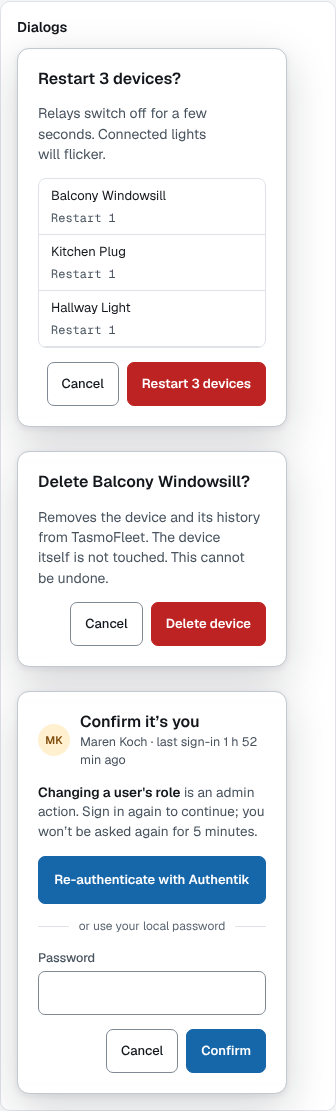 Dialogs
Restart 3 devices?
Relays switch off for a few
seconds. Connected lights
will flicker.
Balcony Windowsill
Restart 1
Kitchen Plug
Restart 1
Hallway Light
Restart 1
Cancel
Restart 3 devices
Delete Balcony Windowsill?
Removes the device and its history
from TasmoFleet. The device
itself is not touched. This cannot
be undone.
Cancel
Delete device
MK
Confirm it’s you
Maren Koch · last sign-in 1 h 52
min ago
Changing a user's role is an admin
action. Sign in again to continue; you
won’t be asked again for 5 minutes.
Re-authenticate with Authentik
or use your local password
Password
Cancel
Confirm